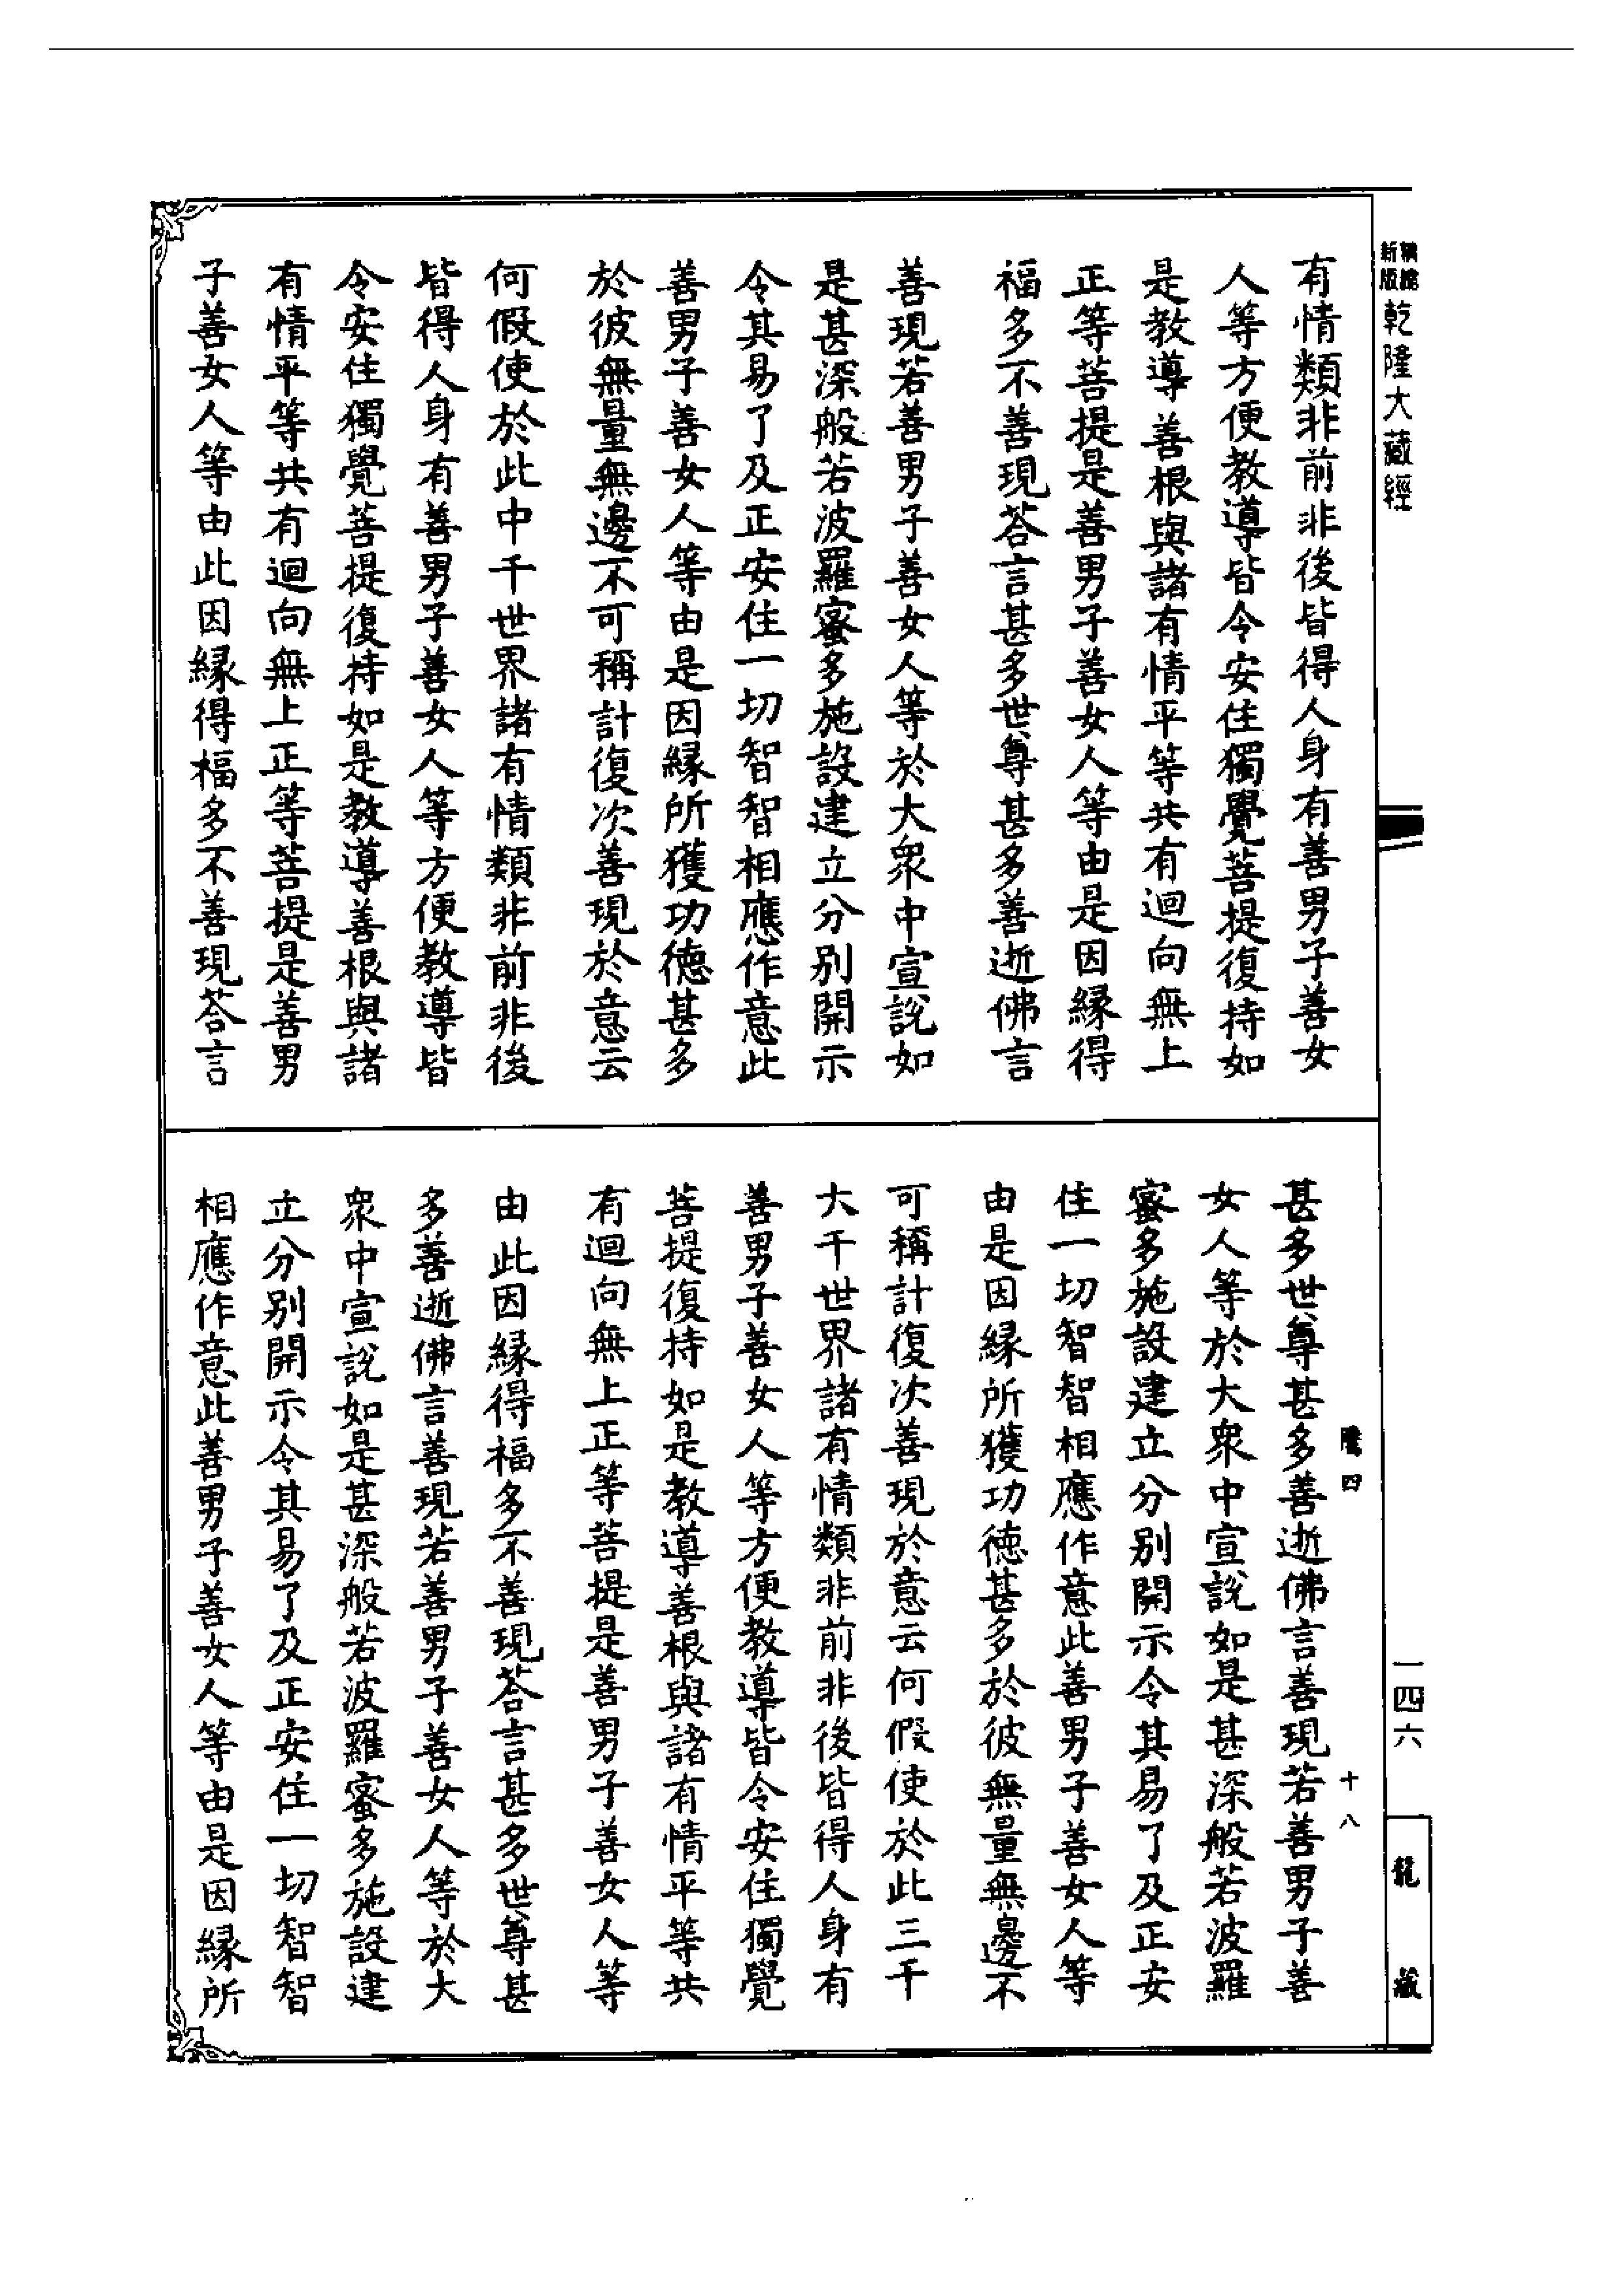 新版
精縮
乾隆大藏經
有情類非前非後皆得人身有善男子善女
人等方便教導皆令安住獨覺菩提復持如
是教導善根與諸有情平等共有迴向無上
正等菩提是善男子善女人等由是因緣得
福多不善現荅言甚多世尊甚多善逝佛言
善現若善男子善女人等於大衆中宣說如
是甚深般若波羅蜜多施設建立分別開示
令其易了及正安住一切智智相應作意此
善男子善女人等由是因緣所獲功德甚多
於彼無量無邊不可稱計復次善現於意云
何假使於此中千世界諸有情類非前非後
皆得人身有善男子善女人等方便教導皆
令安住獨覺菩提復持如是教導善根與諸
有情平等共有迴向無上正等菩提是善男
子善女人等由此因緣得福多不善現荅言
四 十八
甚多世尊甚多善逝佛言善現若善男子善
女人等於大衆中宣說如是甚深般若波羅
蜜多施設建立分別開示令其易了及正安
住一切智智相應作意此善男子善女人等
由是因緣所獲功德甚多於彼無量無邊不
可稱計復次善現於意云何假使於此三千
大千世界諸有情類非前非後皆得人身有
善男子善女人等方便教導皆令安住獨覺
菩提復持如是教導善根與諸有情平等共
有迴向無上正等菩提是善男子善女人等
由此因緣得福多不善現荅言甚多世尊甚
多善逝佛言善現若善男子善女人等於大
衆中宣說如是甚深般若波羅蜜多施設建
立分別開示令其易了及正安住一切智智
相應作意此善男子善女人等由是因緣所
一四六
龍藏